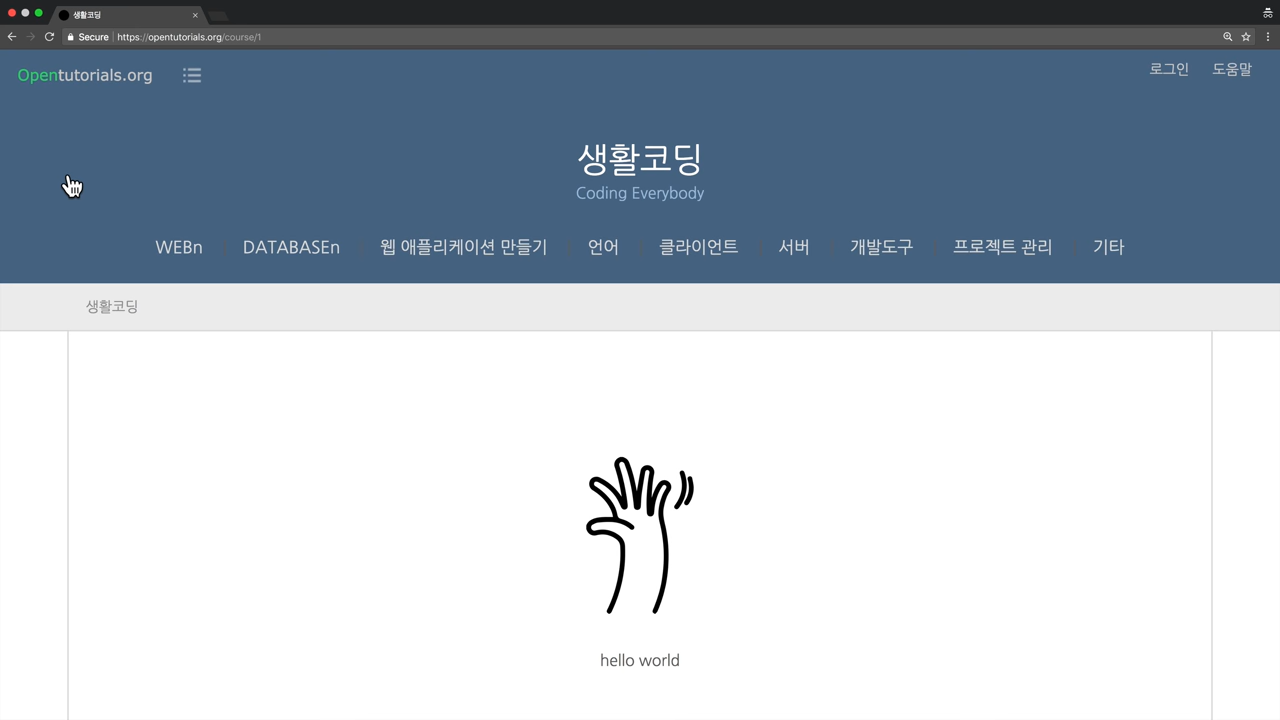 생활코딩
Secure https://opentutorials.org/course/1
Opentutorials.org
로그인 도움말
생활코딩
Coding Everybody
WEBn DATABASEn 웹 애플리케이션 만들기 언어 클라이언트 서버 개발도구 프로젝트 관리 기타
생활코딩
hello world